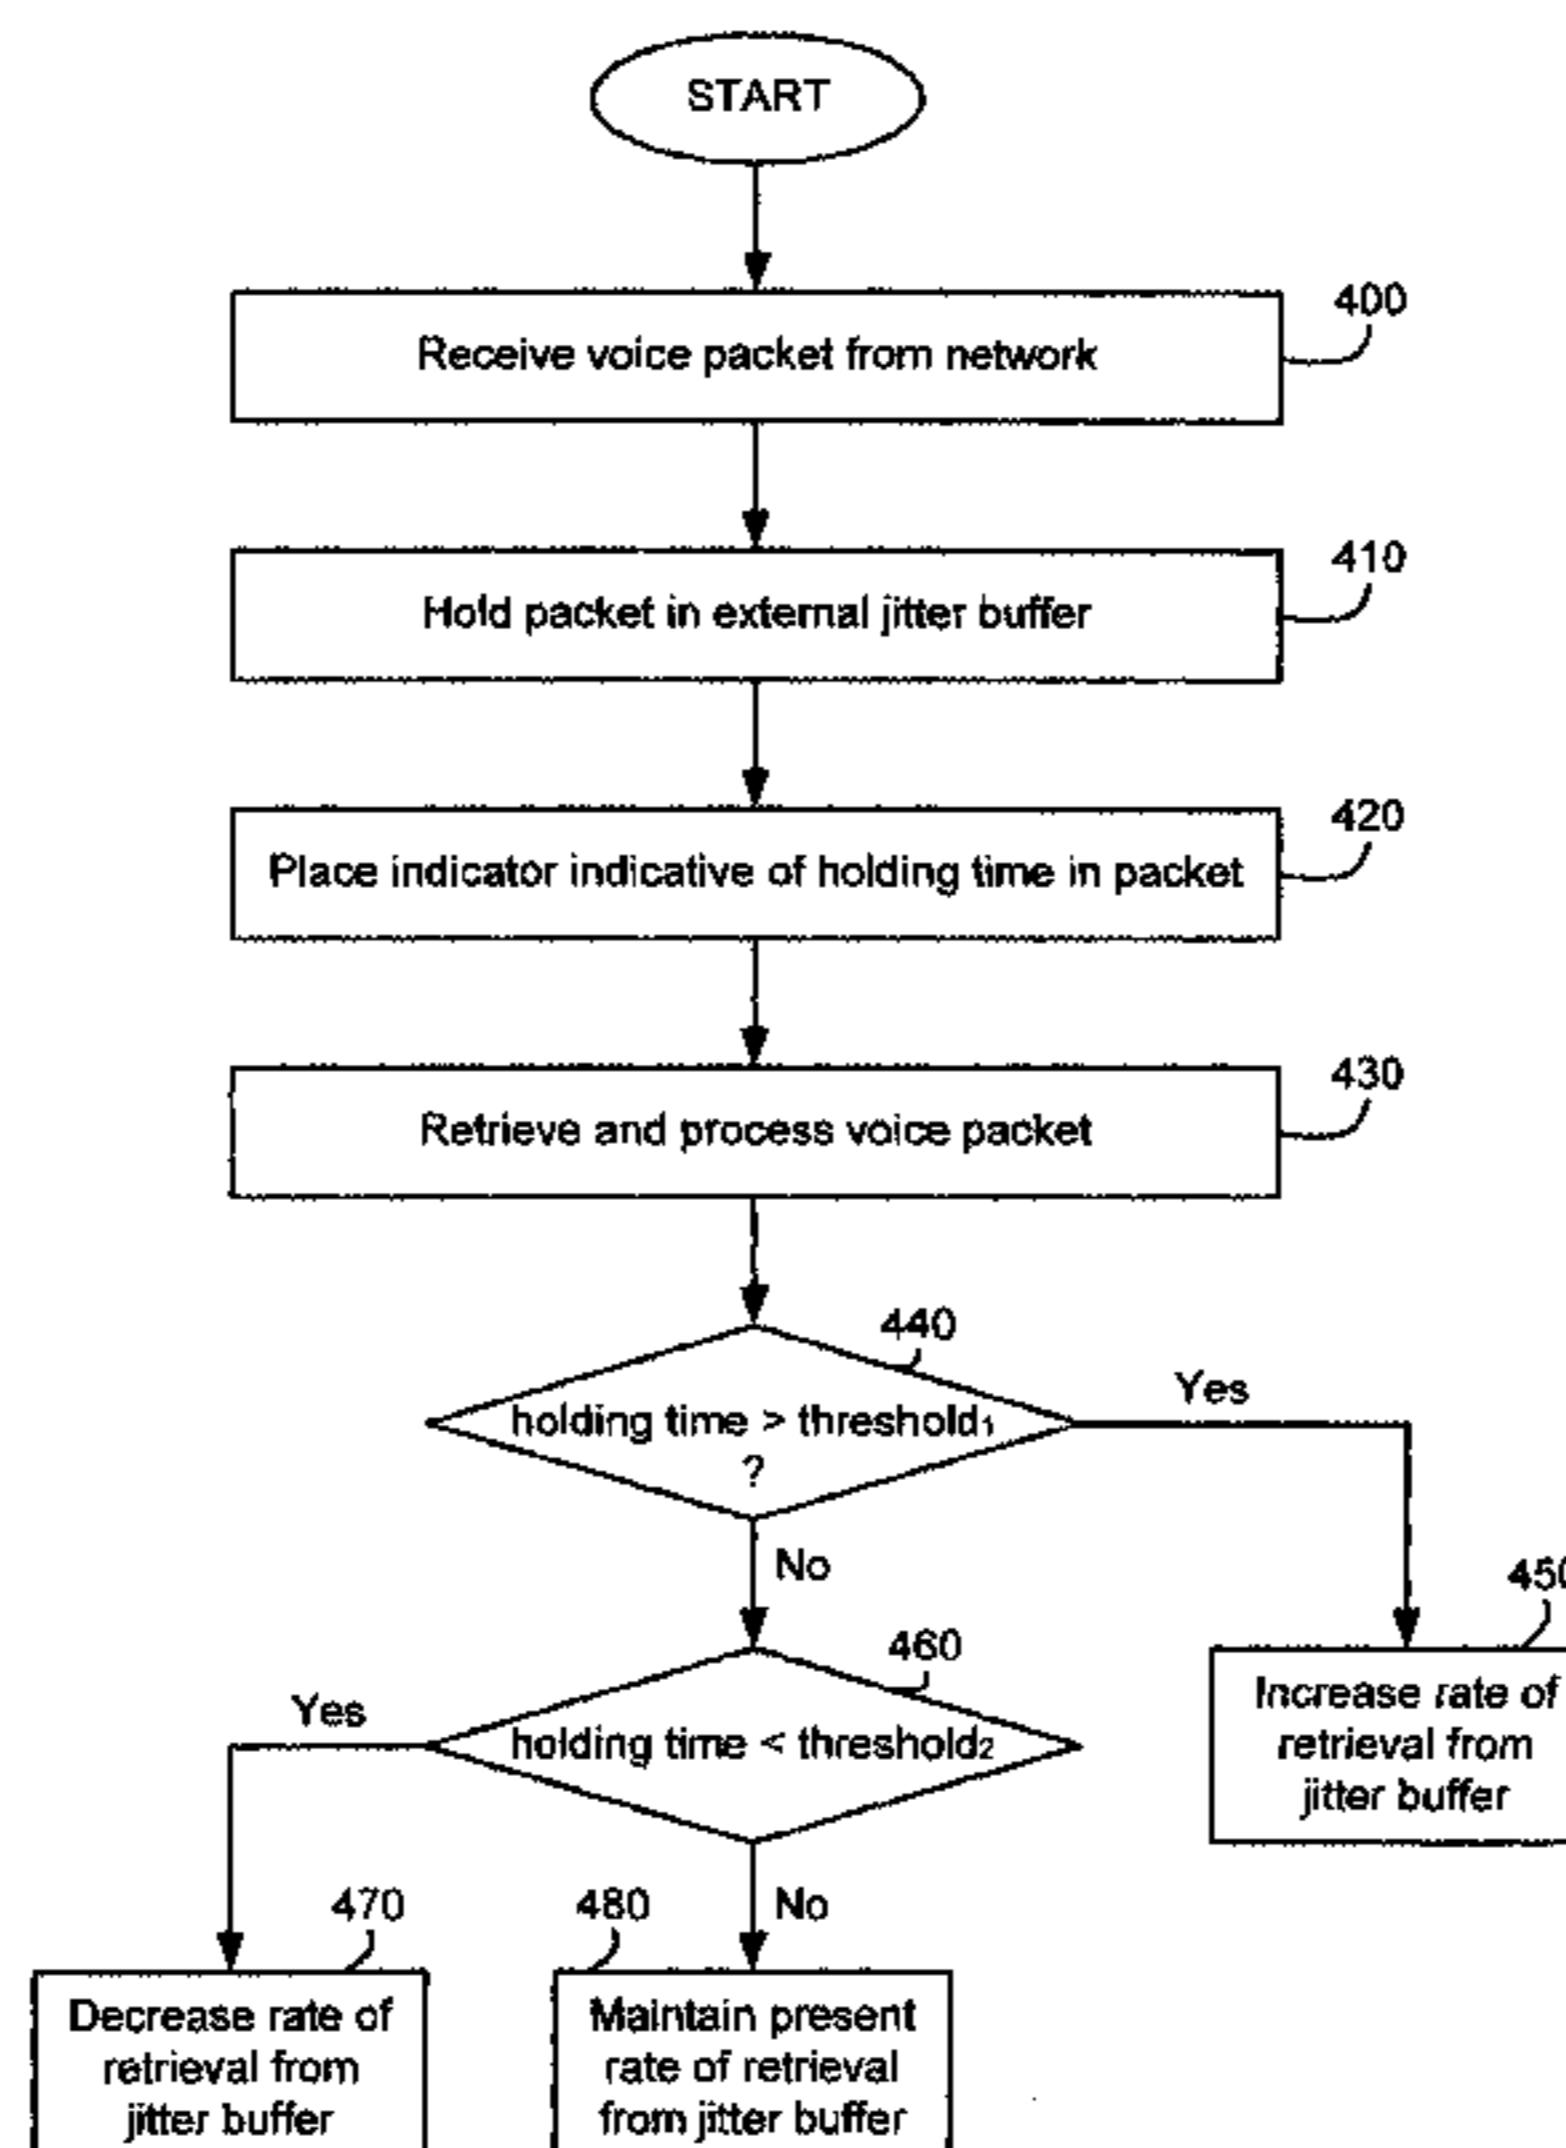 START
400
Receive voice packet from network
410
Hold packet in external jitter buffer
420
Place indicator indicative of holding time in packet
430
Retrieve and process voice packet
440
holding time > threshold₁
?
Yes
No
450
Increase rate of
retrieval from
jitter buffer
460
holding time < threshold₂
Yes
No
470
Decrease rate of
retrieval from
jitter buffer
480
Maintain present
rate of retrieval
from jitter buffer